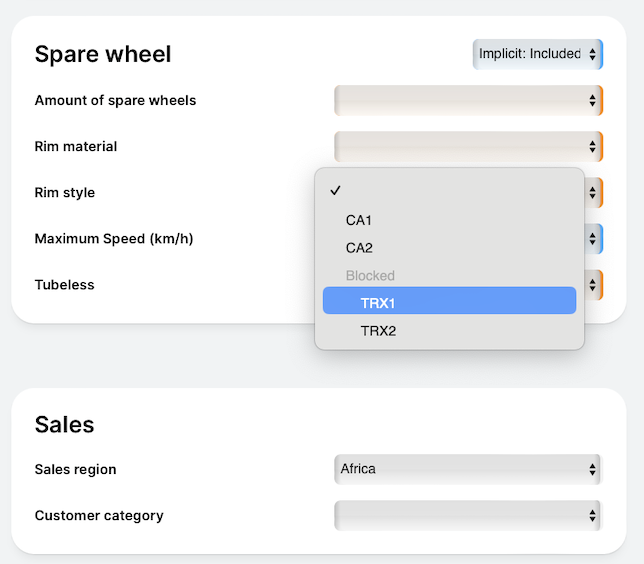 Spare wheel
Implicit: Included
Amount of spare wheels
Rim material
Rim style
CA1
CA2
Blocked
TRX1
TRX2
Maximum Speed (km/h)
Tubeless
Sales
Sales region
Africa
Customer category